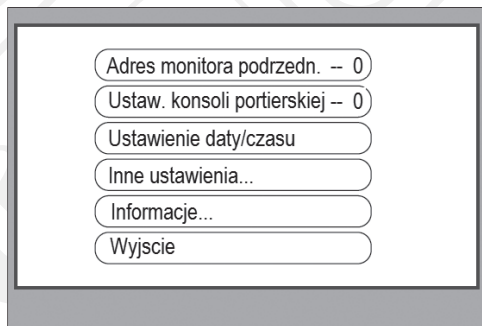 Adres monitora podrzedn. -- 0
Ustaw. konsoli portierskiej -- 0
Ustawienie daty/czasu
Inne ustawienia...
Informacje...
Wyjscie